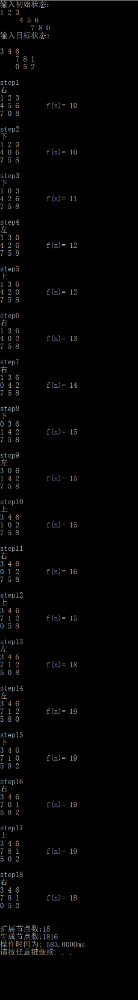 输入初始状态:
1 2 3
4 5 6
7 8 0
输入目标状态:
3 4 6
7 8 1
0 5 2
step1
右
1 2 3
4 5 6 f(n)= 10
7 0 8
step2
下
1 2 3
4 0 6 f(n)= 10
7 5 8
step3
下
1 0 3
4 2 6 f(n)= 11
7 5 8
step4
左
1 3 0
4 2 6 f(n)= 12
7 5 8
step5
上
1 3 6
4 2 0 f(n)= 12
7 5 8
step6
右
1 3 6
4 0 2 f(n)= 13
7 5 8
step7
右
1 3 6
0 4 2 f(n)= 14
7 5 8
step8
下
0 3 6
1 4 2 f(n)= 15
7 5 8
step9
左
3 0 6
1 4 2 f(n)= 15
7 5 8
step10
上
3 4 6
1 0 2 f(n)= 15
7 5 8
step11
右
3 4 6
0 1 2 f(n)= 16
7 5 8
step12
上
3 4 6
7 1 2 f(n)= 15
0 5 8
step13
左
3 4 6
7 1 2 f(n)= 18
5 0 8
step14
左
3 4 6
7 1 2 f(n)= 19
5 8 0
step15
下
3 4 6
7 1 0 f(n)= 19
5 8 2
step16
右
3 4 6
7 0 1 f(n)= 19
5 8 2
step17
上
3 4 6
7 8 1 f(n)= 19
5 0 2
step18
右
3 4 6
7 8 1 f(n)= 18
0 5 2
扩展节点数:18
生成节点数:1816
操作时间为: 583.0000ms
请按任意键继续. . .